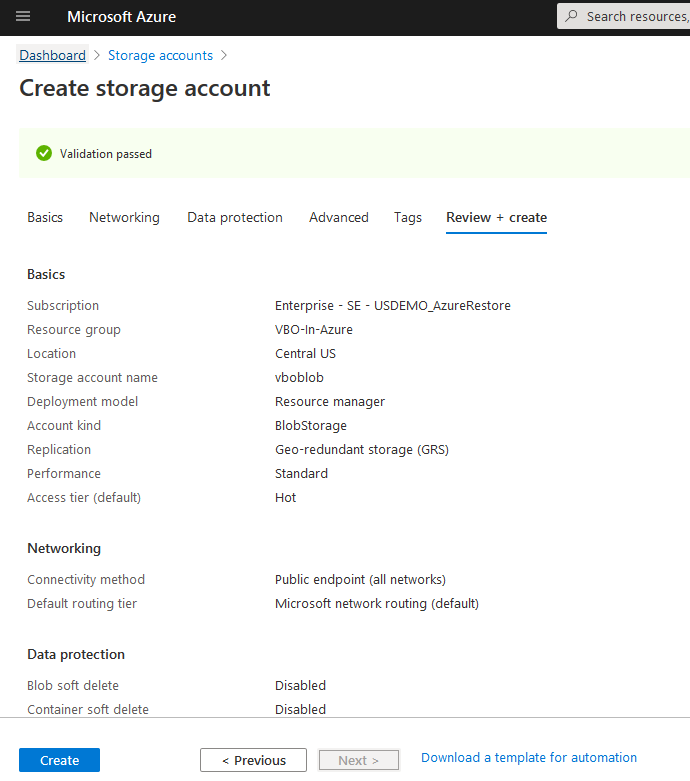 Microsoft Azure
Search resources,
Dashboard > Storage accounts >
Create storage account
Validation passed
Basics Networking Data protection Advanced Tags Review + create
Basics
Subscription Enterprise - SE - USDEMO_AzureRestore
Resource group VBO-In-Azure
Location Central US
Storage account name vboblob
Deployment model Resource manager
Account kind BlobStorage
Replication Geo-redundant storage (GRS)
Performance Standard
Access tier (default) Hot
Networking
Connectivity method Public endpoint (all networks)
Default routing tier Microsoft network routing (default)
Data protection
Blob soft delete Disabled
Container soft delete Disabled
Create < Previous Next > Download a template for automation